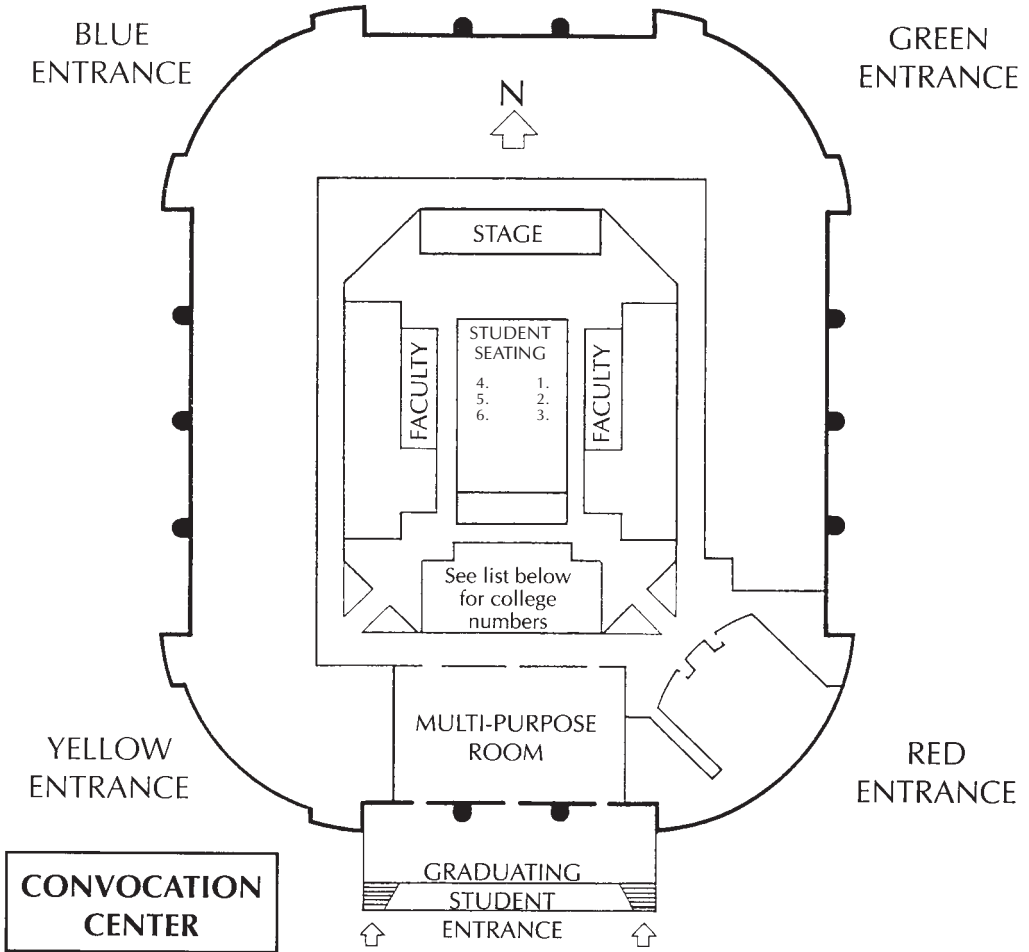 BLUE
ENTRANCE
GREEN
ENTRANCE
N
STAGE
STUDENT
SEATING
4. 1.
5. 2.
6. 3.
FACULTY
FACULTY
See list below
for college
numbers
MULTI-PURPOSE
ROOM
YELLOW
ENTRANCE
RED
ENTRANCE
GRADUATING
STUDENT
ENTRANCE
CONVOCATION
CENTER